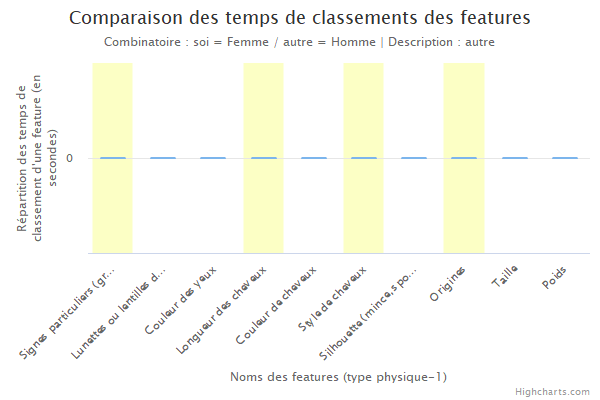 Comparaison des temps de classements des features
Combinatoire : soi = Femme / autre = Homme | Description : autre
Répartition des temps de
classement d'une feature (en
secondes)
0
Signes particuliers (gr...
Lunettes ou lentilles d...
Couleur des yeux
Longueur des cheveux
Couleur de cheveux
Style de cheveux
Silhouette (mince,s po...
Origines
Taille
Poids
Noms des features (type physique-1)
Highcharts.com